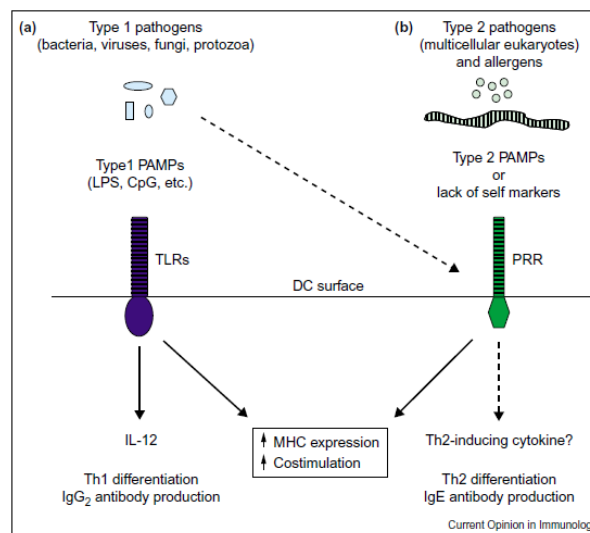 (a)
Type 1 pathogens
(bacteria, viruses, fungi, protozoa)
(b)
Type 2 pathogens
(multicellular eukaryotes)
and allergens
Type1 PAMPs
(LPS, CpG, etc.)
Type 2 PAMPs
or
lack of self markers
TLRs
PRR
DC surface
IL-12
MHC expression
Costimulation
Th2-inducing cytokine?
Th1 differentiation
IgG2 antibody production
Th2 differentiation
IgE antibody production
Current Opinion in Immunolog